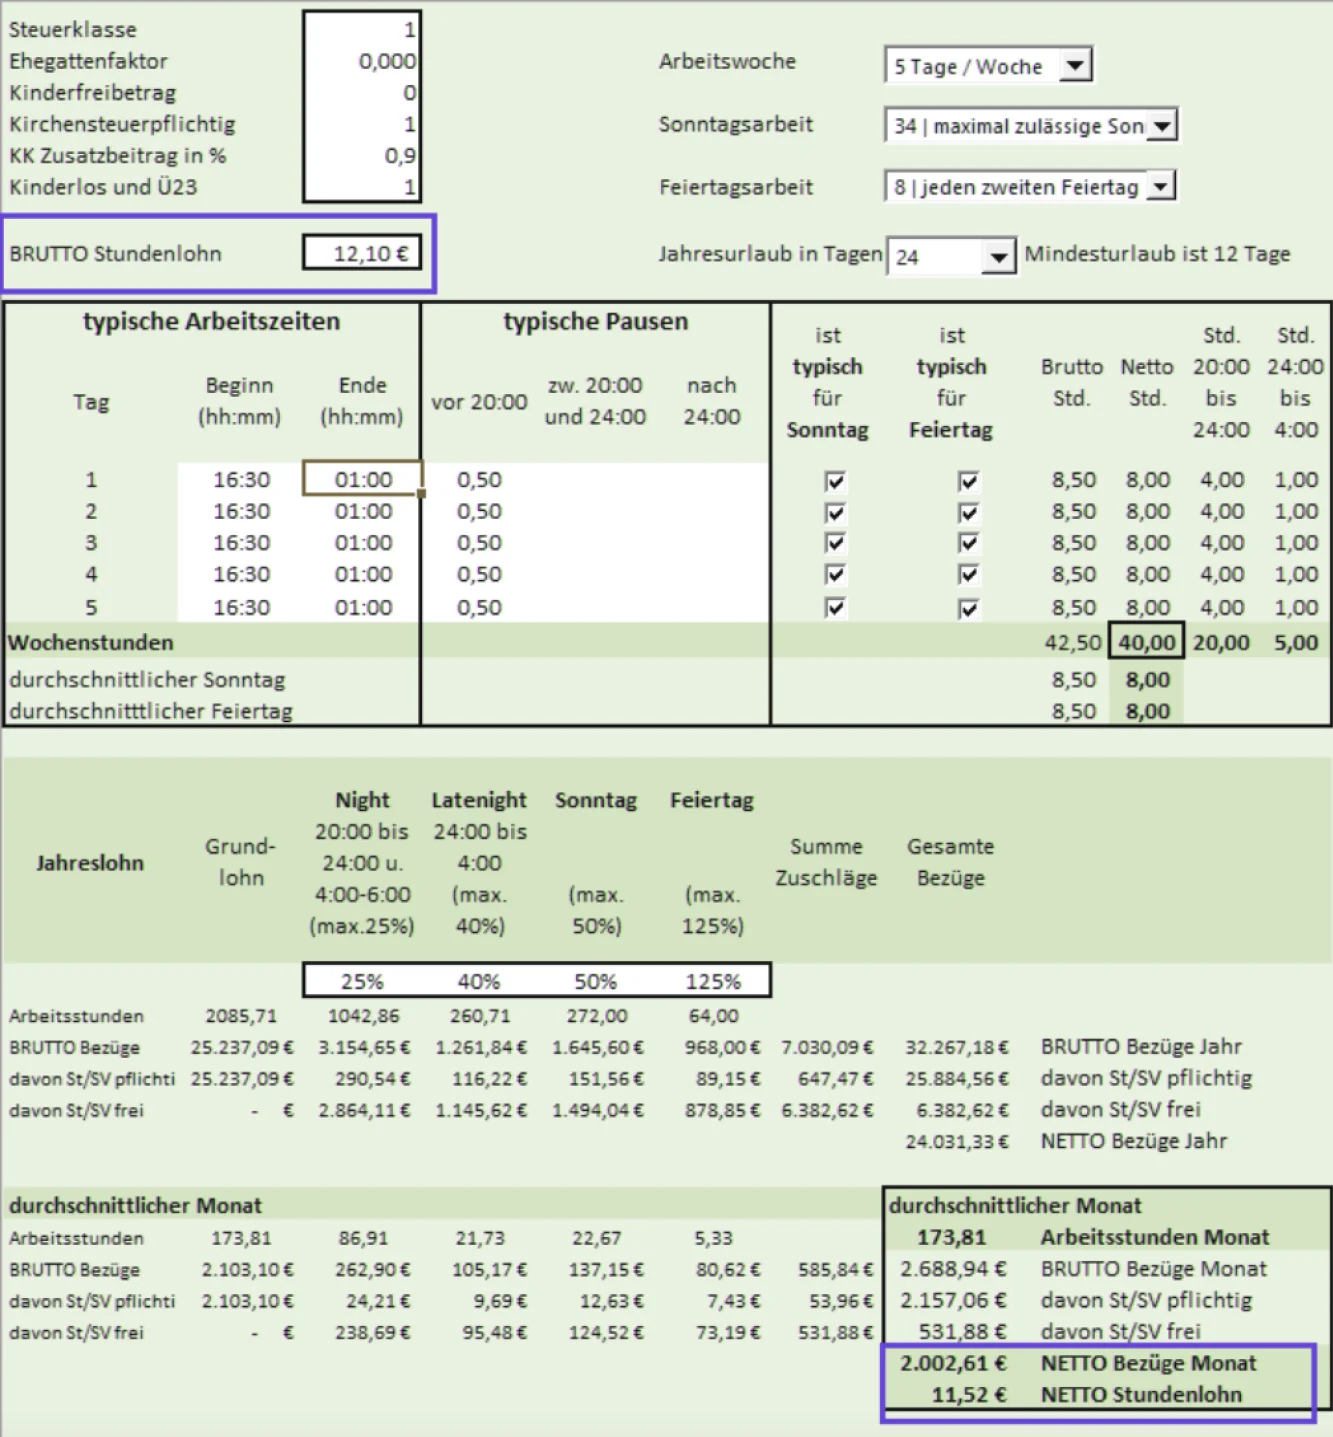 Steuerklasse 1
Ehegattenfaktor 0,000 Arbeitswoche 5 Tage / Woche
Kinderfreibetrag 0
Kirchensteuerpflichtig 1 Sonntagsarbeit 34 | maximal zulässige Son
KK Zusatzbeitrag in % 0,9
Kinderlos und Ü23 1 Feiertagsarbeit 8 | jeden zweiten Feiertag
BRUTTO Stundenlohn 12,10 € Jahresurlaub in Tagen 24 Mindesturlaub ist 12 Tage
typische Arbeitszeiten typische Pausen
Tag Beginn (hh:mm) Ende (hh:mm) vor 20:00 zw. 20:00 und 24:00 nach 24:00 ist typisch für Sonntag ist typisch für Feiertag Brutto Std. Netto Std. Std. 20:00 bis 24:00 Std. 24:00 bis 4:00
1 16:30 01:00 0,50 8,50 8,00 4,00 1,00
2 16:30 01:00 0,50 8,50 8,00 4,00 1,00
3 16:30 01:00 0,50 8,50 8,00 4,00 1,00
4 16:30 01:00 0,50 8,50 8,00 4,00 1,00
5 16:30 01:00 0,50 8,50 8,00 4,00 1,00
Wochenstunden 42,50 40,00 20,00 5,00
durchschnittlicher Sonntag 8,50 8,00
durchschnitttlicher Feiertag 8,50 8,00
Jahreslohn Grund-lohn Night 20:00 bis 24:00 u. 4:00-6:00 (max.25%) Latenight 24:00 bis 4:00 (max. 40%) Sonntag (max. 50%) Feiertag (max. 125%) Summe Zuschläge Gesamte Bezüge
25% 40% 50% 125%
Arbeitsstunden 2085,71 1042,86 260,71 272,00 64,00
BRUTTO Bezüge 25.237,09 € 3.154,65 € 1.261,84 € 1.645,60 € 968,00 € 7.030,09 € 32.267,18 € BRUTTO Bezüge Jahr
davon St/SV pflichti 25.237,09 € 290,54 € 116,22 € 151,56 € 89,15 € 647,47 € 25.884,56 € davon St/SV pflichtig
davon St/SV frei - € 2.864,11 € 1.145,62 € 1.494,04 € 878,85 € 6.382,62 € 6.382,62 € davon St/SV frei
24.031,33 € NETTO Bezüge Jahr
durchschnittlicher Monat durchschnittlicher Monat
Arbeitsstunden 173,81 86,91 21,73 22,67 5,33 173,81 Arbeitsstunden Monat
BRUTTO Bezüge 2.103,10 € 262,90 € 105,17 € 137,15 € 80,62 € 585,84 € 2.688,94 € BRUTTO Bezüge Monat
davon St/SV pflichti 2.103,10 € 24,21 € 9,69 € 12,63 € 7,43 € 53,96 € 2.157,06 € davon St/SV pflichtig
davon St/SV frei - € 238,69 € 95,48 € 124,52 € 73,19 € 531,88 € 531,88 € davon St/SV frei
2.002,61 € NETTO Bezüge Monat
11,52 € NETTO Stundenlohn